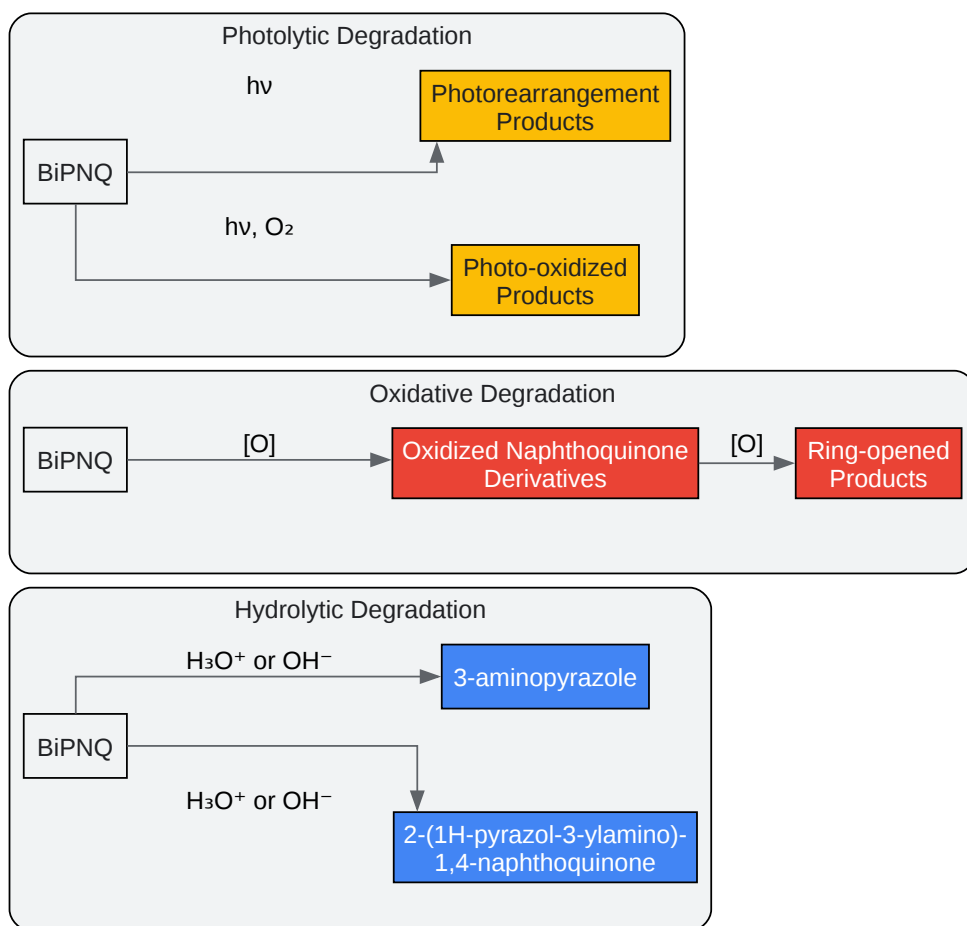 Photolytic Degradation
hν
Photorearrangement
Products
BiPNQ
hν, O₂
Photo-oxidized
Products
Oxidative Degradation
BiPNQ
[O]
Oxidized Naphthoquinone
Derivatives
[O]
Ring-opened
Products
Hydrolytic Degradation
H₃O⁺ or OH⁻
3-aminopyrazole
BiPNQ
H₃O⁺ or OH⁻
2-(1H-pyrazol-3-ylamino)-
1,4-naphthoquinone